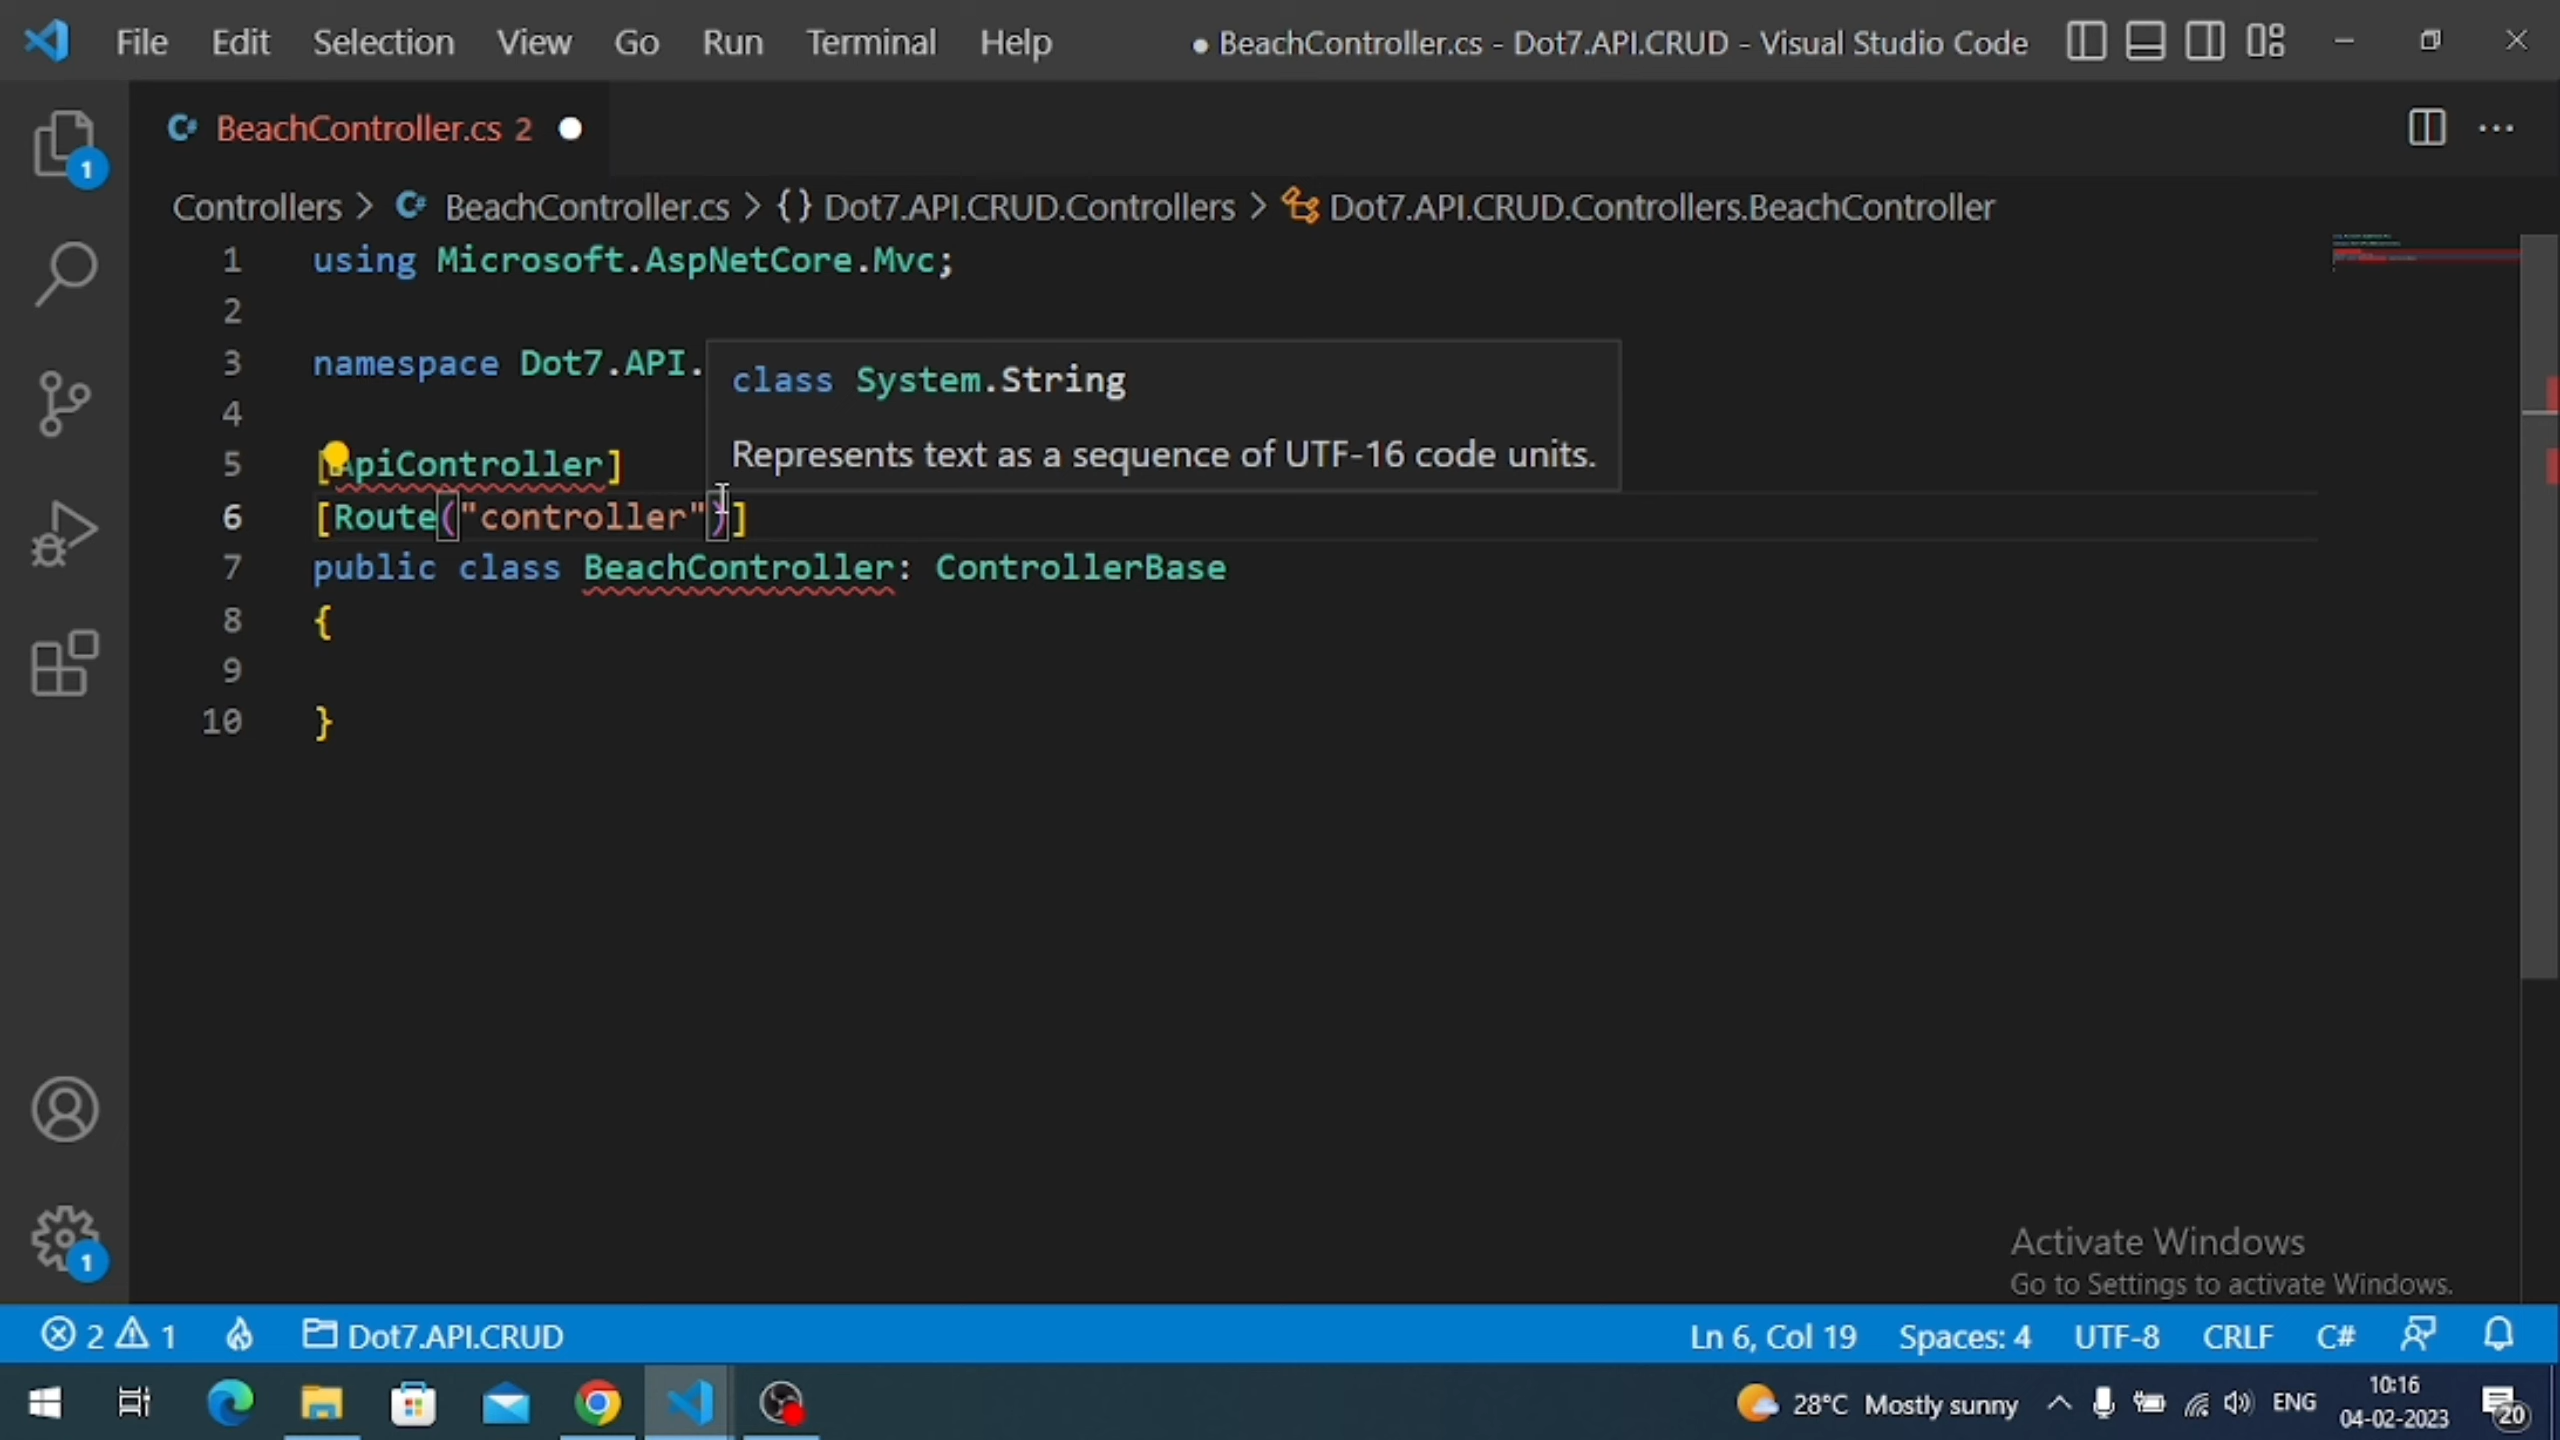 File Edit Selection View Go Run Terminal Help ● BeachController.cs - Dot7.API.CRUD - Visual Studio Code
BeachController.cs 2 ●
Controllers > BeachController.cs > {} Dot7.API.CRUD.Controllers > Dot7.API.CRUD.Controllers.BeachController
1 using Microsoft.AspNetCore.Mvc;
2
3 namespace Dot7.API.
class System.String
4
Represents text as a sequence of UTF-16 code units.
5 [ApiController]
6 [Route("controller")]
7 public class BeachController: ControllerBase
8 {
9
10 }
1
1
Activate Windows
Go to Settings to activate Windows.
2 1 Dot7.API.CRUD Ln 6, Col 19 Spaces: 4 UTF-8 CRLF C#
28°C Mostly sunny ENG 10:16
04-02-2023 20